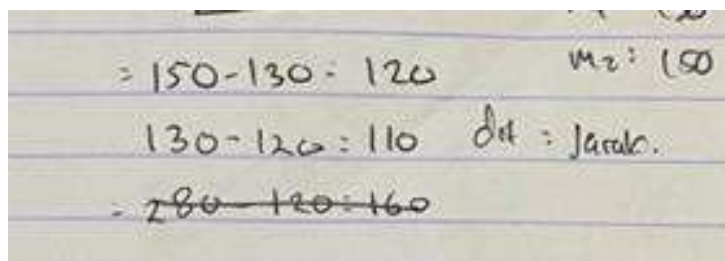 = 150-130 = 120
m2 : 150
130-120 = 110 dit : Jarak.
= 280-120=160